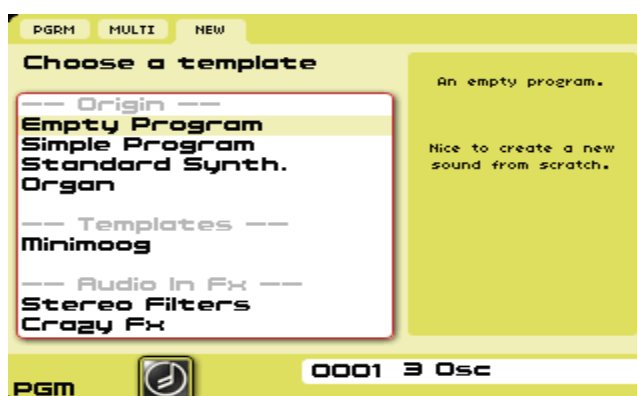 PGRM MULTI NEW
Choose a template
-- Origin --
Empty Program
Simple Program
Standard Synth.
Organ
-- Templates --
Minimoog
-- Audio In Fx --
Stereo Filters
Crazy Fx
An empty program.
Nice to create a new
sound from scratch.
PGM
0001 3 Osc